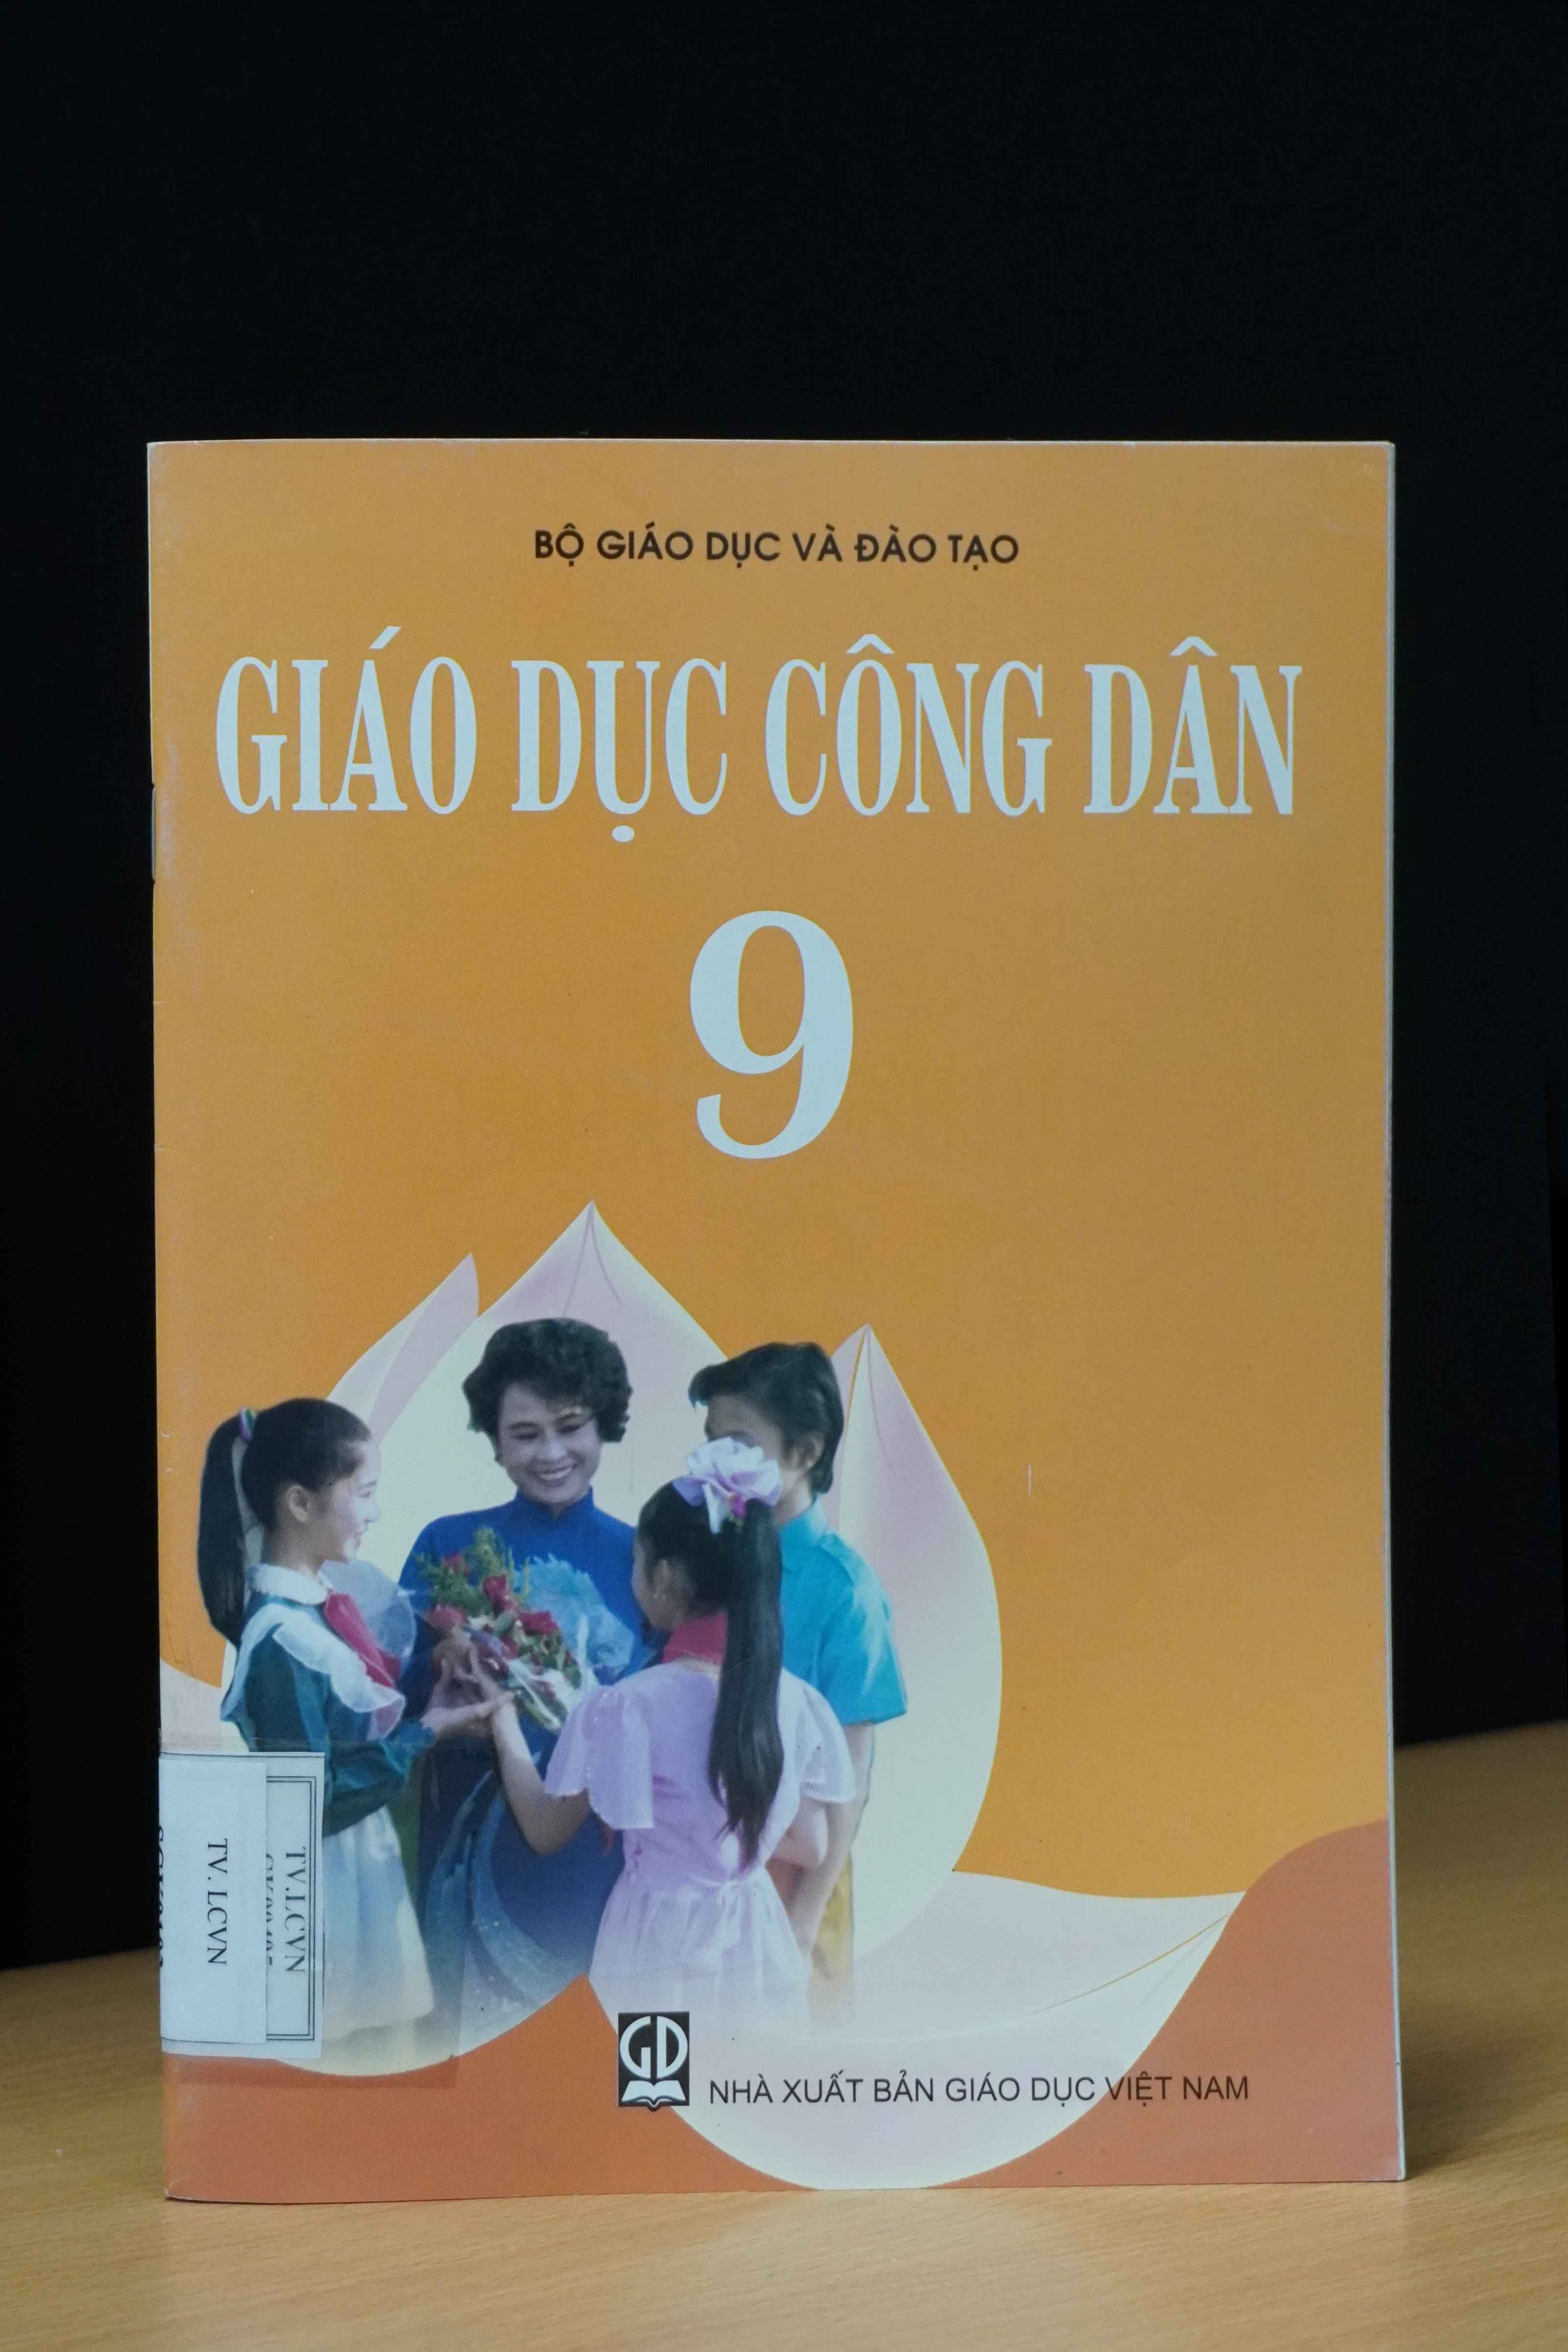 BỘ GIÁO DỤC VÀ ĐÀO TẠO
GIÁO DỤC CÔNG DÂN
9
TV.LCVN
TV. LCVN
GD
NHÀ XUẤT BẢN GIÁO DỤC VIỆT NAM